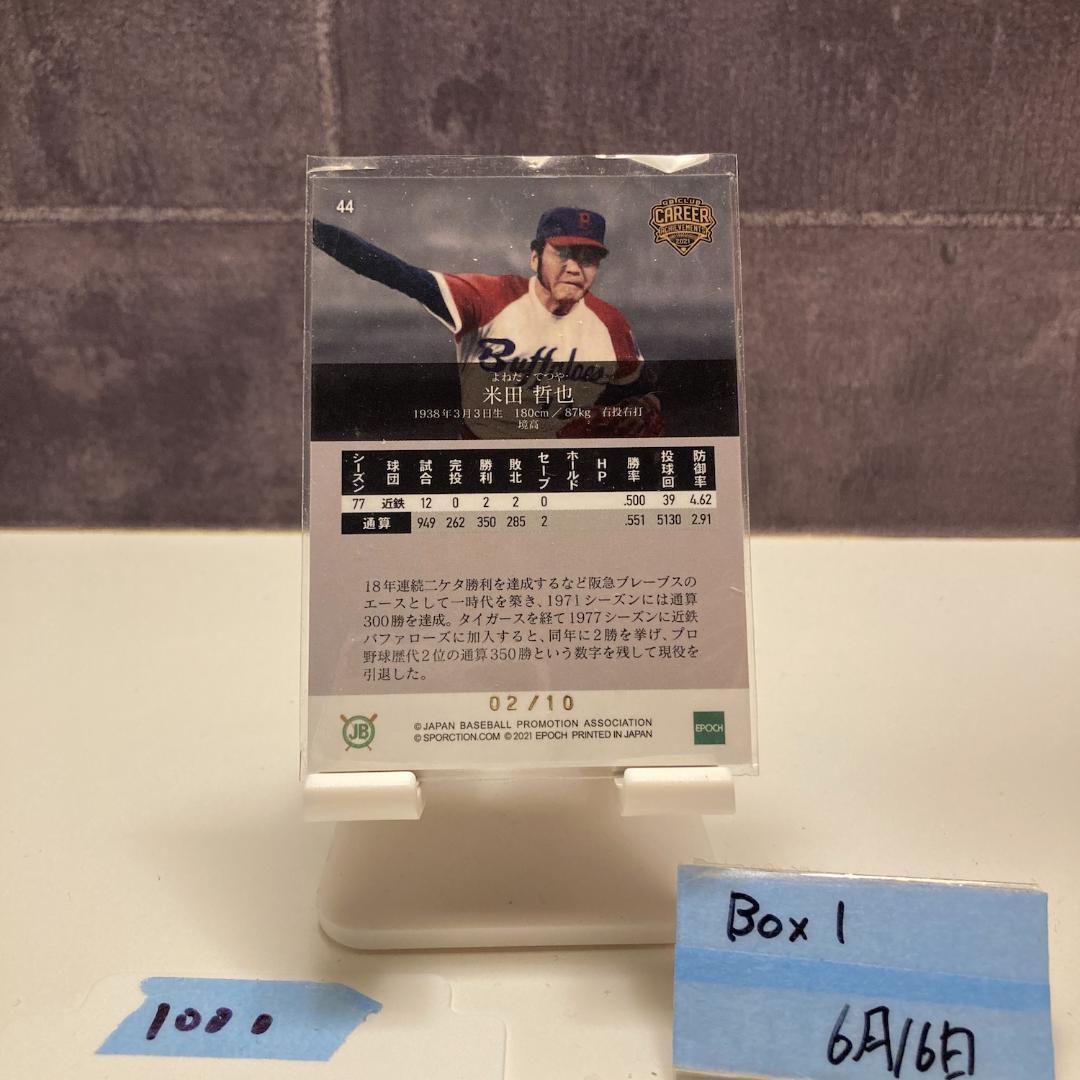 44
OB CLUB
CAREER
ACHIEVEMENTS
2021
B
Buffaloes
よねだ・てつや
米田 哲也
1938年3月3日生 180cm／87kg 右投右打
境高
シーズン 球団 試合 完投 勝利 敗北 セーブ ホールド HP 勝率 投球回 防御率
77 近鉄 12 0 2 2 0 .500 39 4.62
通算 949 262 350 285 2 .551 5130 2.91
18年連続二ケタ勝利を達成するなど阪急ブレーブスの
エースとして一時代を築き、1971シーズンには通算
300勝を達成。タイガースを経て1977シーズンに近鉄
バファローズに加入すると、同年に2勝を挙げ、プロ
野球歴代2位の通算350勝という数字を残して現役を
引退した。
02/10
JB
©JAPAN BASEBALL PROMOTION ASSOCIATION
©SPORCTION.COM ©2021 EPOCH PRINTED IN JAPAN
EPOCH
Box 1
6月16日